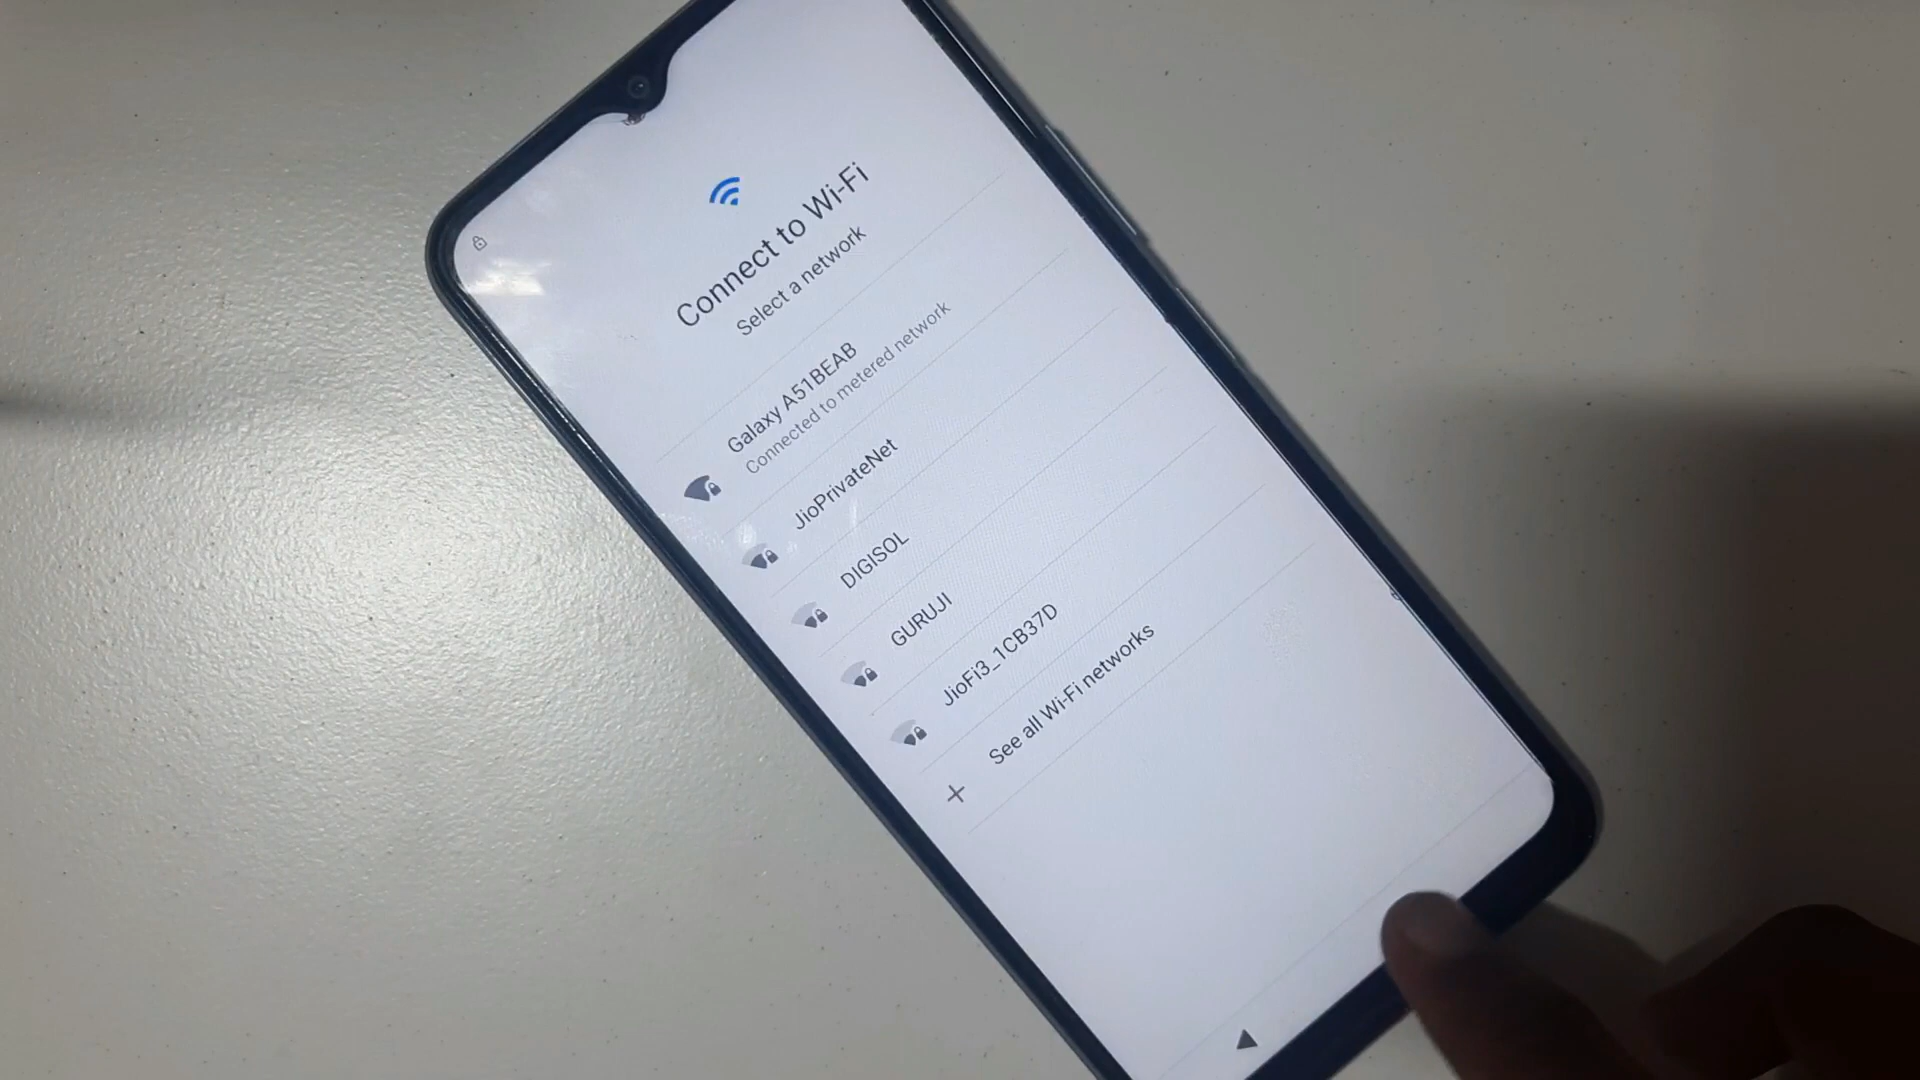 Connect to Wi-Fi
Select a network
Galaxy A51BEAB
Connected to metered network
JioPrivateNet
DIGISOL
GURUJI
JioFi3_1CB37D
See all Wi-Fi networks